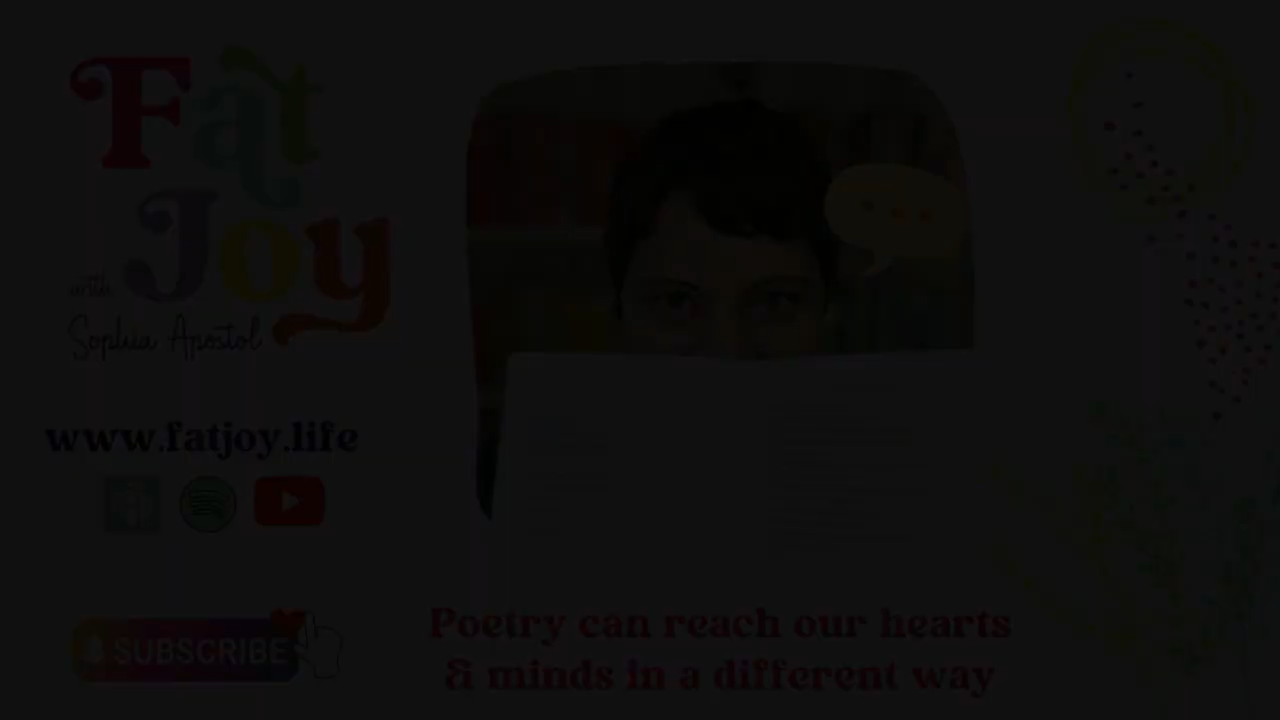 Fat
Joy
with
Sophia Apostol
www.fatjoy.life
SUBSCRIBE
Poetry can reach our hearts
& minds in a different way